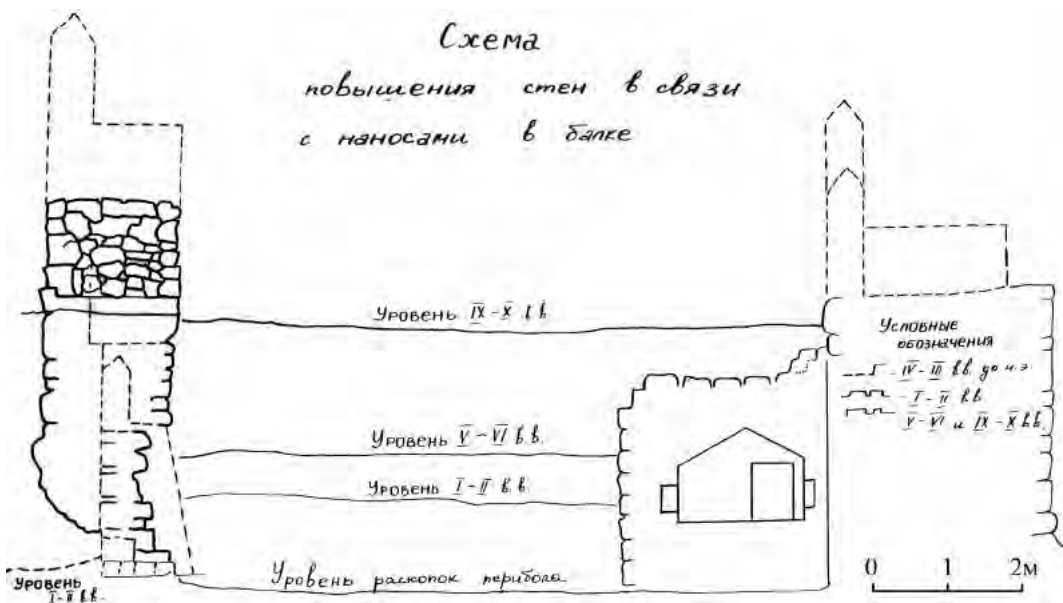 Схема
повышения стен в связи
с наносами в балке
Уровень IX-X в.в.
Условные
обозначения
- IV-III в.в. до н.э.
- I-II в.в.
V-VI и IX-X в.в.
Уровень V-VI в.в.
Уровень I-II в.в.
Уровень раскопок перибола
Уровень
I-II в.в.
0 1 2м